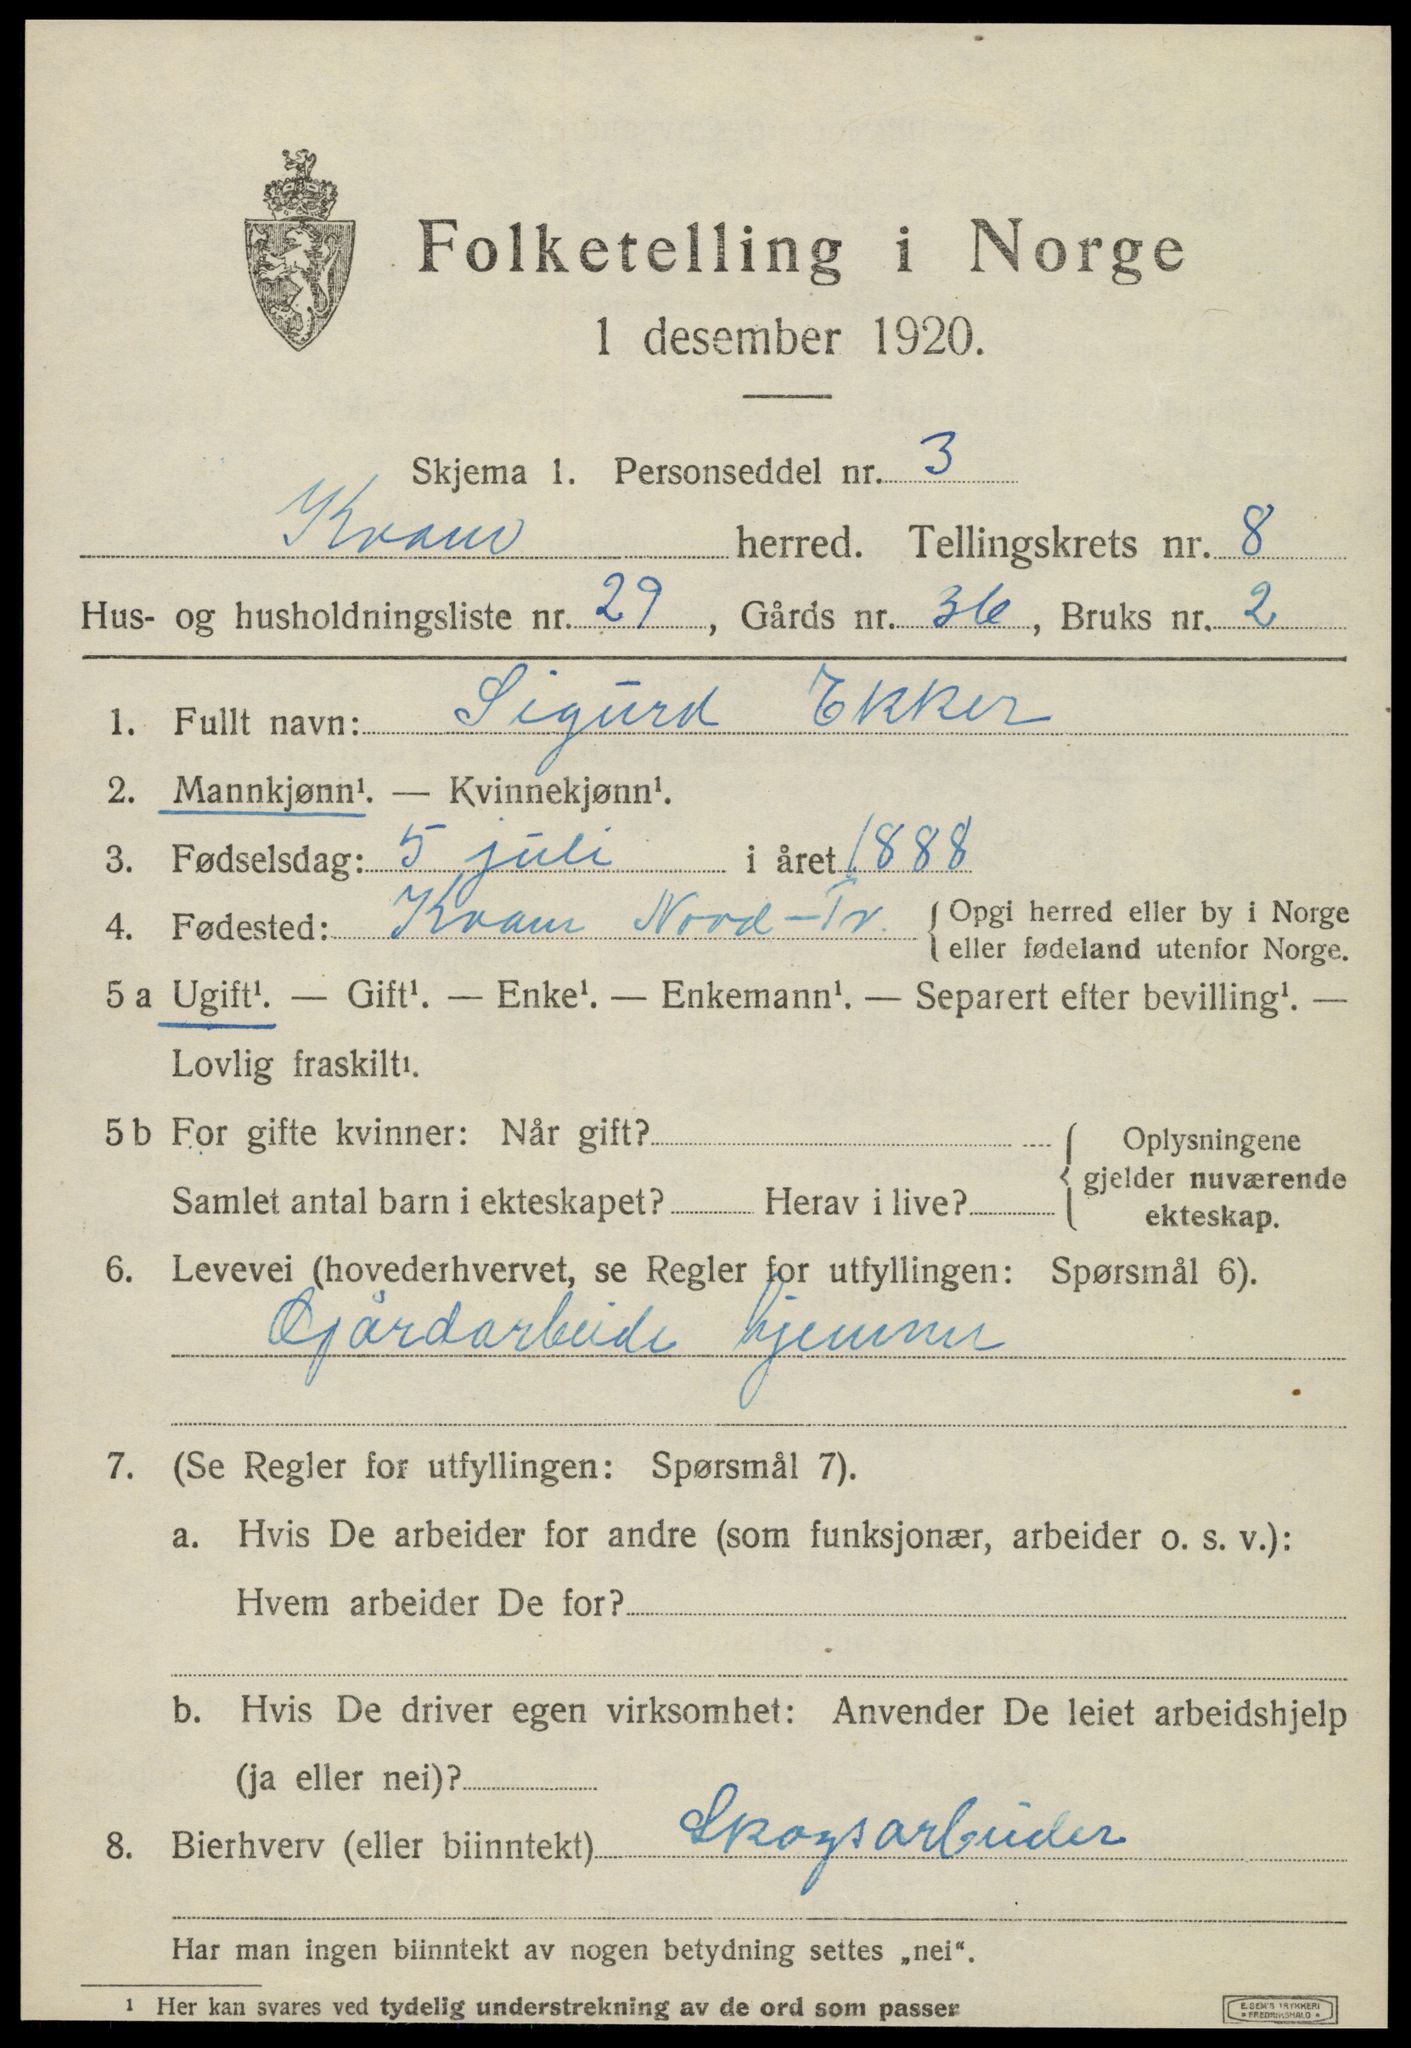 Folketelling i Norge
1 desember 1920.
Skjema 1. Personseddel nr. 3
Kvam herred. Tellingskrets nr. 8
Hus- og husholdningsliste nr. 29, Gårds nr. 36, Bruks nr. 2
1. Fullt navn: Sigurd Ekker
2. Mannkjønn¹. — Kvinnekjønn¹.
3. Fødselsdag: 5 juli i året 1888
4. Fødested: Kvam Nord-Tr. { Opgi herred eller by i Norge
eller fødeland utenfor Norge.
5 a Ugift¹. — Gift¹. — Enke¹. — Enkemann¹. — Separert efter bevilling¹. —
Lovlig fraskilt¹.
5 b For gifte kvinner: Når gift? { Oplysningene
gjelder nuværende
Samlet antal barn i ekteskapet? Herav i live? ekteskap.
6. Levevei (hovederhvervet, se Regler for utfyllingen: Spørsmål 6).
Gjårdarbeide hjemme
7. (Se Regler for utfyllingen: Spørsmål 7).
a. Hvis De arbeider for andre (som funksjonær, arbeider o. s. v.):
Hvem arbeider De for?
b. Hvis De driver egen virksomhet: Anvender De leiet arbeidshjelp
(ja eller nei)?
8. Bierhverv (eller biinntekt) Skogsarbeider
Har man ingen biinntekt av nogen betydning settes „nei“.
¹ Her kan svares ved tydelig understrekning av de ord som passer
E. SEM'S TRYKKERI
FREDRIKSHALD